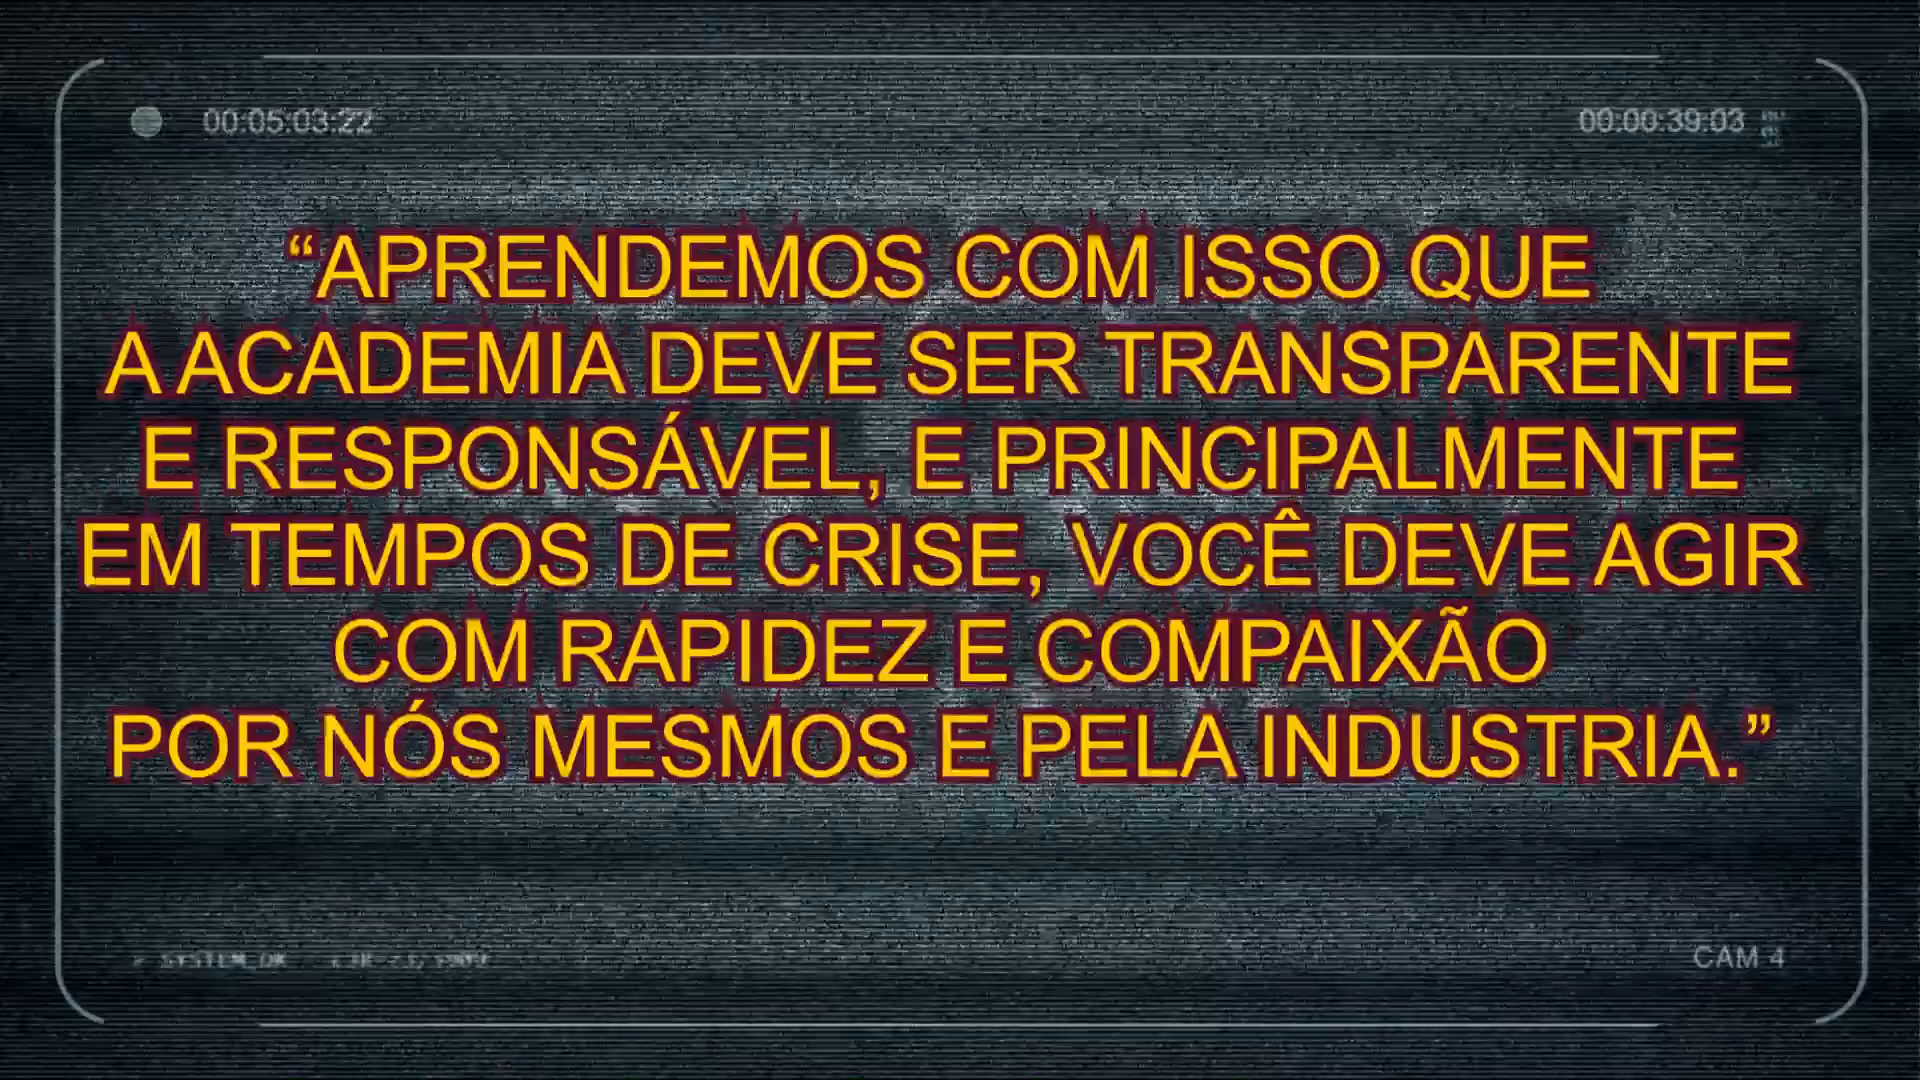 00:05:03:22
00:00:39:03
“APRENDEMOS COM ISSO QUE
A ACADEMIA DEVE SER TRANSPARENTE
E RESPONSÁVEL, E PRINCIPALMENTE
EM TEMPOS DE CRISE, VOCÊ DEVE AGIR
COM RAPIDEZ E COMPAIXÃO
POR NÓS MESMOS E PELA INDUSTRIA.”
CAM 4